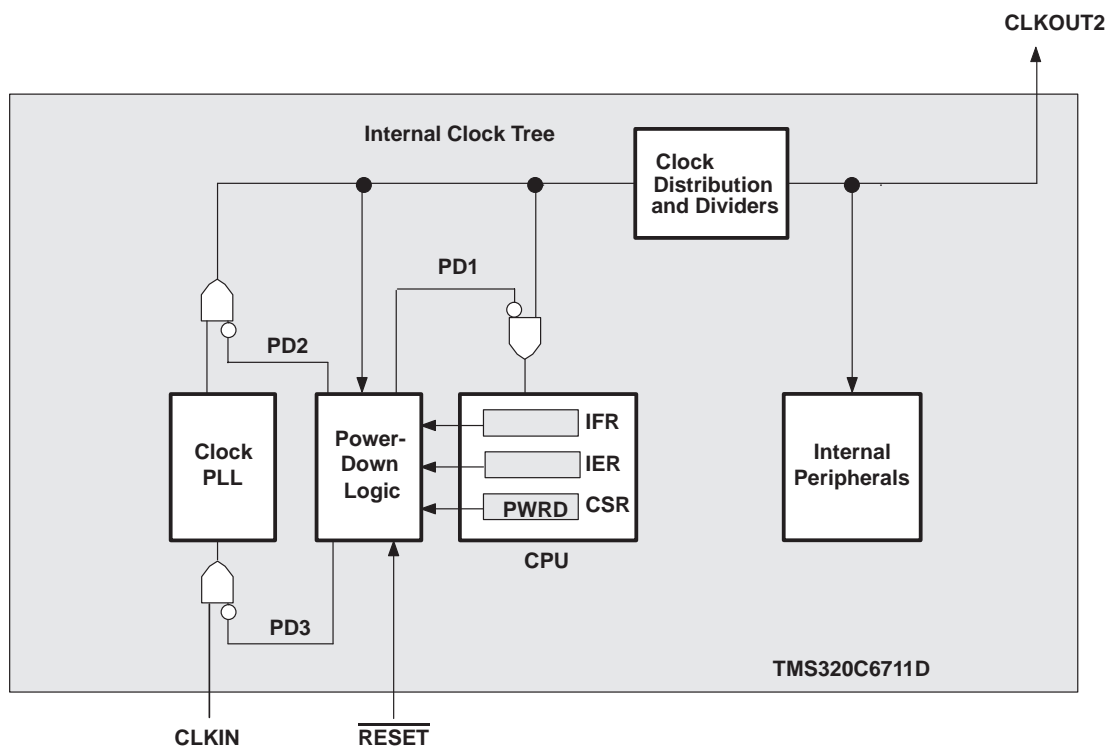 CLKOUT2
Internal Clock Tree
Clock
Distribution
and Dividers
PD1
PD2
Clock
PLL
Power-
Down
Logic
IFR
IER
PWRD
CSR
CPU
Internal
Peripherals
PD3
TMS320C6711D
CLKIN
RESET